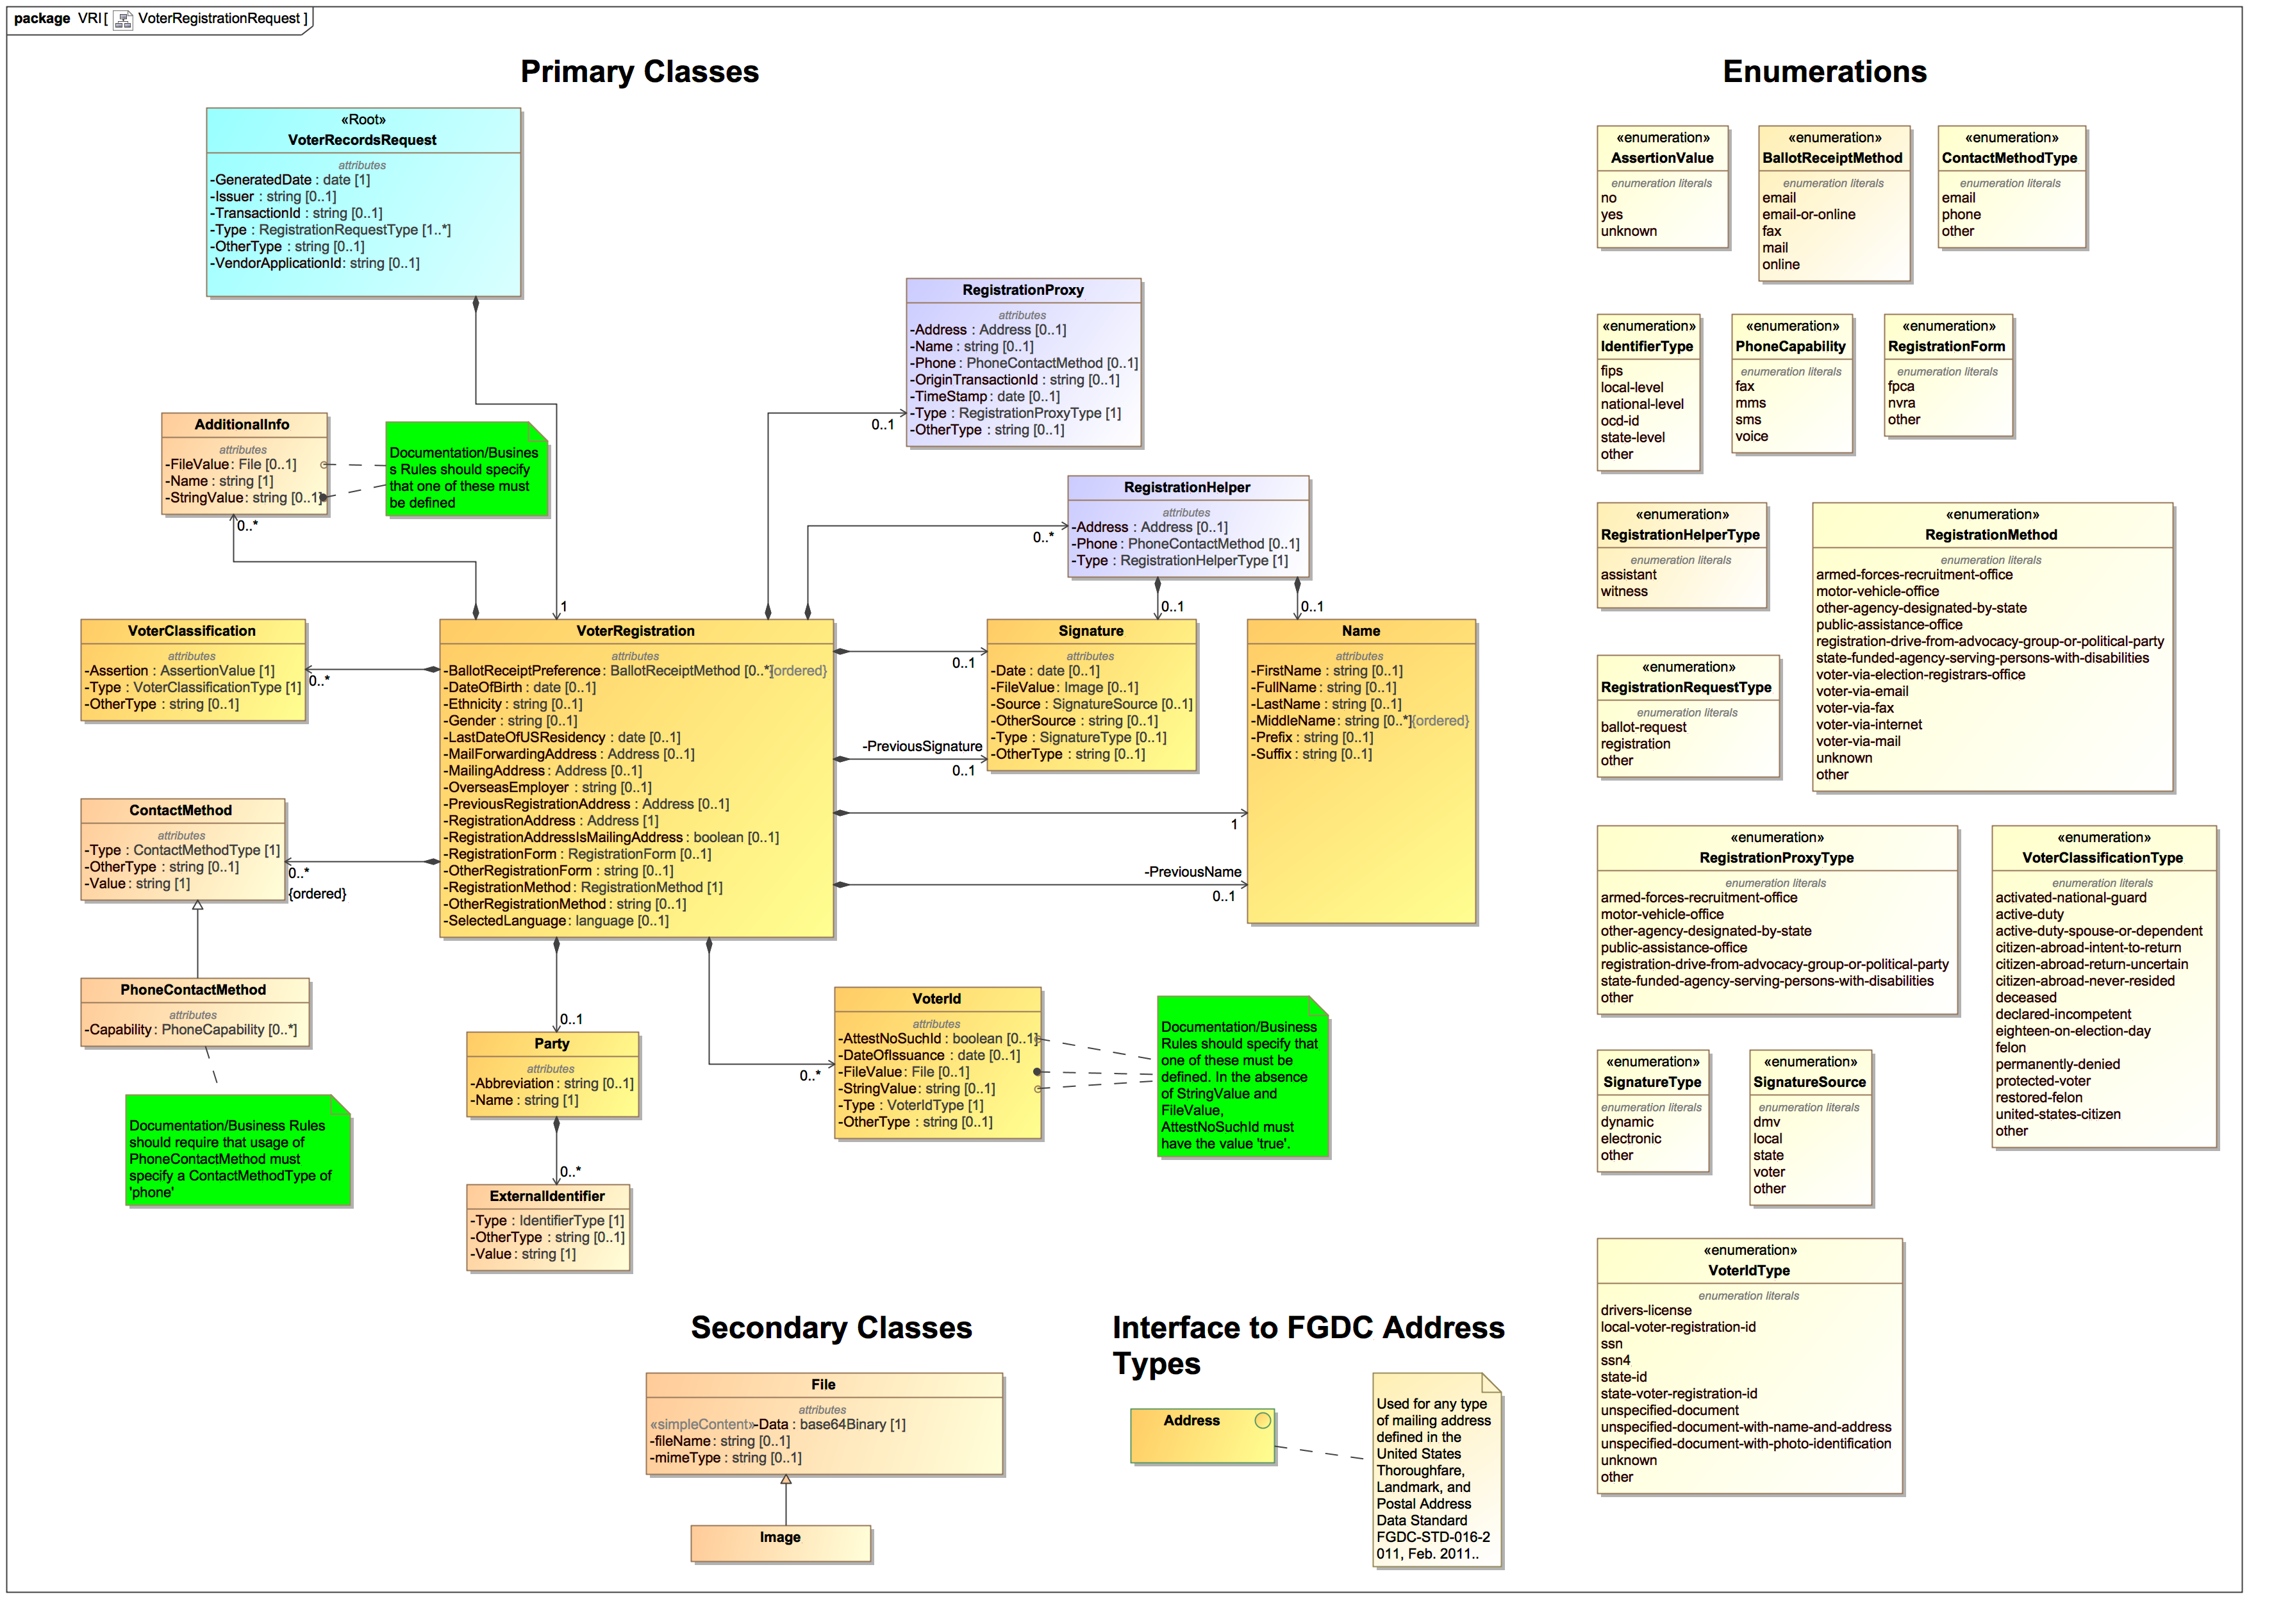 package VRI [ VoterRegistrationRequest ]
Primary Classes
«Root»
VoterRecordsRequest
attributes
-GeneratedDate : date [1]
-Issuer : string [0..1]
-TransactionId : string [0..1]
-Type : RegistrationRequestType [1..*]
-OtherType : string [0..1]
-VendorApplicationId : string [0..1]
RegistrationProxy
attributes
-Address : Address [0..1]
-Name : string [0..1]
-Phone : PhoneContactMethod [0..1]
-OriginTransactionId : string [0..1]
-TimeStamp : date [0..1]
-Type : RegistrationProxyType [1]
-OtherType : string [0..1]
0..1
AdditionalInfo
attributes
-FileValue : File [0..1]
-Name : string [1]
-StringValue : string [0..1]
0..*
Documentation/Busines
s Rules should specify
that one of these must
be defined
RegistrationHelper
attributes
-Address : Address [0..1]
-Phone : PhoneContactMethod [0..1]
-Type : RegistrationHelperType [1]
0..*
0..1
0..1
1
VoterClassification
attributes
-Assertion : AssertionValue [1]
-Type : VoterClassificationType [1]
-OtherType : string [0..1]
0..*
VoterRegistration
attributes
-BallotReceiptPreference : BallotReceiptMethod [0..*]{ordered}
-DateOfBirth : date [0..1]
-Ethnicity : string [0..1]
-Gender : string [0..1]
-LastDateOfUSResidency : date [0..1]
-MailForwardingAddress : Address [0..1]
-MailingAddress : Address [0..1]
-OverseasEmployer : string [0..1]
-PreviousRegistrationAddress : Address [0..1]
-RegistrationAddress : Address [1]
-RegistrationAddressIsMailingAddress : boolean [0..1]
-RegistrationForm : RegistrationForm [0..1]
-OtherRegistrationForm : string [0..1]
-RegistrationMethod : RegistrationMethod [1]
-OtherRegistrationMethod : string [0..1]
-SelectedLanguage : language [0..1]
Signature
attributes
-Date : date [0..1]
-FileValue : Image [0..1]
-Source : SignatureSource [0..1]
-OtherSource : string [0..1]
-Type : SignatureType [0..1]
-OtherType : string [0..1]
0..1
-PreviousSignature
0..1
Name
attributes
-FirstName : string [0..1]
-FullName : string [0..1]
-LastName : string [0..1]
-MiddleName : string [0..*]{ordered}
-Prefix : string [0..1]
-Suffix : string [0..1]
1
-PreviousName
0..1
ContactMethod
attributes
-Type : ContactMethodType [1]
-OtherType : string [0..1]
-Value : string [1]
0..*
{ordered}
PhoneContactMethod
attributes
-Capability : PhoneCapability [0..*]
Documentation/Business Rules
should require that usage of
PhoneContactMethod must
specify a ContactMethodType of
'phone'
0..1
Party
attributes
-Abbreviation : string [0..1]
-Name : string [1]
0..*
ExternalIdentifier
-Type : IdentifierType [1]
-OtherType : string [0..1]
-Value : string [1]
VoterId
attributes
-AttestNoSuchId : boolean [0..1]
-DateOfIssuance : date [0..1]
-FileValue : File [0..1]
-StringValue : string [0..1]
-Type : VoterIdType [1]
-OtherType : string [0..1]
0..*
Documentation/Business
Rules should specify that
one of these must be
defined. In the absence
of StringValue and
FileValue,
AttestNoSuchId must
have the value 'true'.
Secondary Classes
File
attributes
«simpleContent»-Data : base64Binary [1]
-fileName : string [0..1]
-mimeType : string [0..1]
Image
Interface to FGDC Address
Types
Address
Used for any type
of mailing address
defined in the
United States
Thoroughfare,
Landmark, and
Postal Address
Data Standard
FGDC-STD-016-2
011, Feb. 2011..
Enumerations
«enumeration»
AssertionValue
enumeration literals
no
yes
unknown
«enumeration»
BallotReceiptMethod
enumeration literals
email
email-or-online
fax
mail
online
«enumeration»
ContactMethodType
enumeration literals
email
phone
other
«enumeration»
IdentifierType
enumeration literals
fips
local-level
national-level
ocd-id
state-level
other
«enumeration»
PhoneCapability
enumeration literals
fax
mms
sms
voice
«enumeration»
RegistrationForm
enumeration literals
fpca
nvra
other
«enumeration»
RegistrationHelperType
enumeration literals
assistant
witness
«enumeration»
RegistrationMethod
enumeration literals
armed-forces-recruitment-office
motor-vehicle-office
other-agency-designated-by-state
public-assistance-office
registration-drive-from-advocacy-group-or-political-party
state-funded-agency-serving-persons-with-disabilities
voter-via-election-registrars-office
voter-via-email
voter-via-fax
voter-via-internet
voter-via-mail
unknown
other
«enumeration»
RegistrationRequestType
enumeration literals
ballot-request
registration
other
«enumeration»
RegistrationProxyType
enumeration literals
armed-forces-recruitment-office
motor-vehicle-office
other-agency-designated-by-state
public-assistance-office
registration-drive-from-advocacy-group-or-political-party
state-funded-agency-serving-persons-with-disabilities
other
«enumeration»
VoterClassificationType
enumeration literals
activated-national-guard
active-duty
active-duty-spouse-or-dependent
citizen-abroad-intent-to-return
citizen-abroad-return-uncertain
citizen-abroad-never-resided
deceased
declared-incompetent
eighteen-on-election-day
felon
permanently-denied
protected-voter
restored-felon
united-states-citizen
other
«enumeration»
SignatureType
enumeration literals
dynamic
electronic
other
«enumeration»
SignatureSource
enumeration literals
dmv
local
state
voter
other
«enumeration»
VoterIdType
enumeration literals
drivers-license
local-voter-registration-id
ssn
ssn4
state-id
state-voter-registration-id
unspecified-document
unspecified-document-with-name-and-address
unspecified-document-with-photo-identification
unknown
other